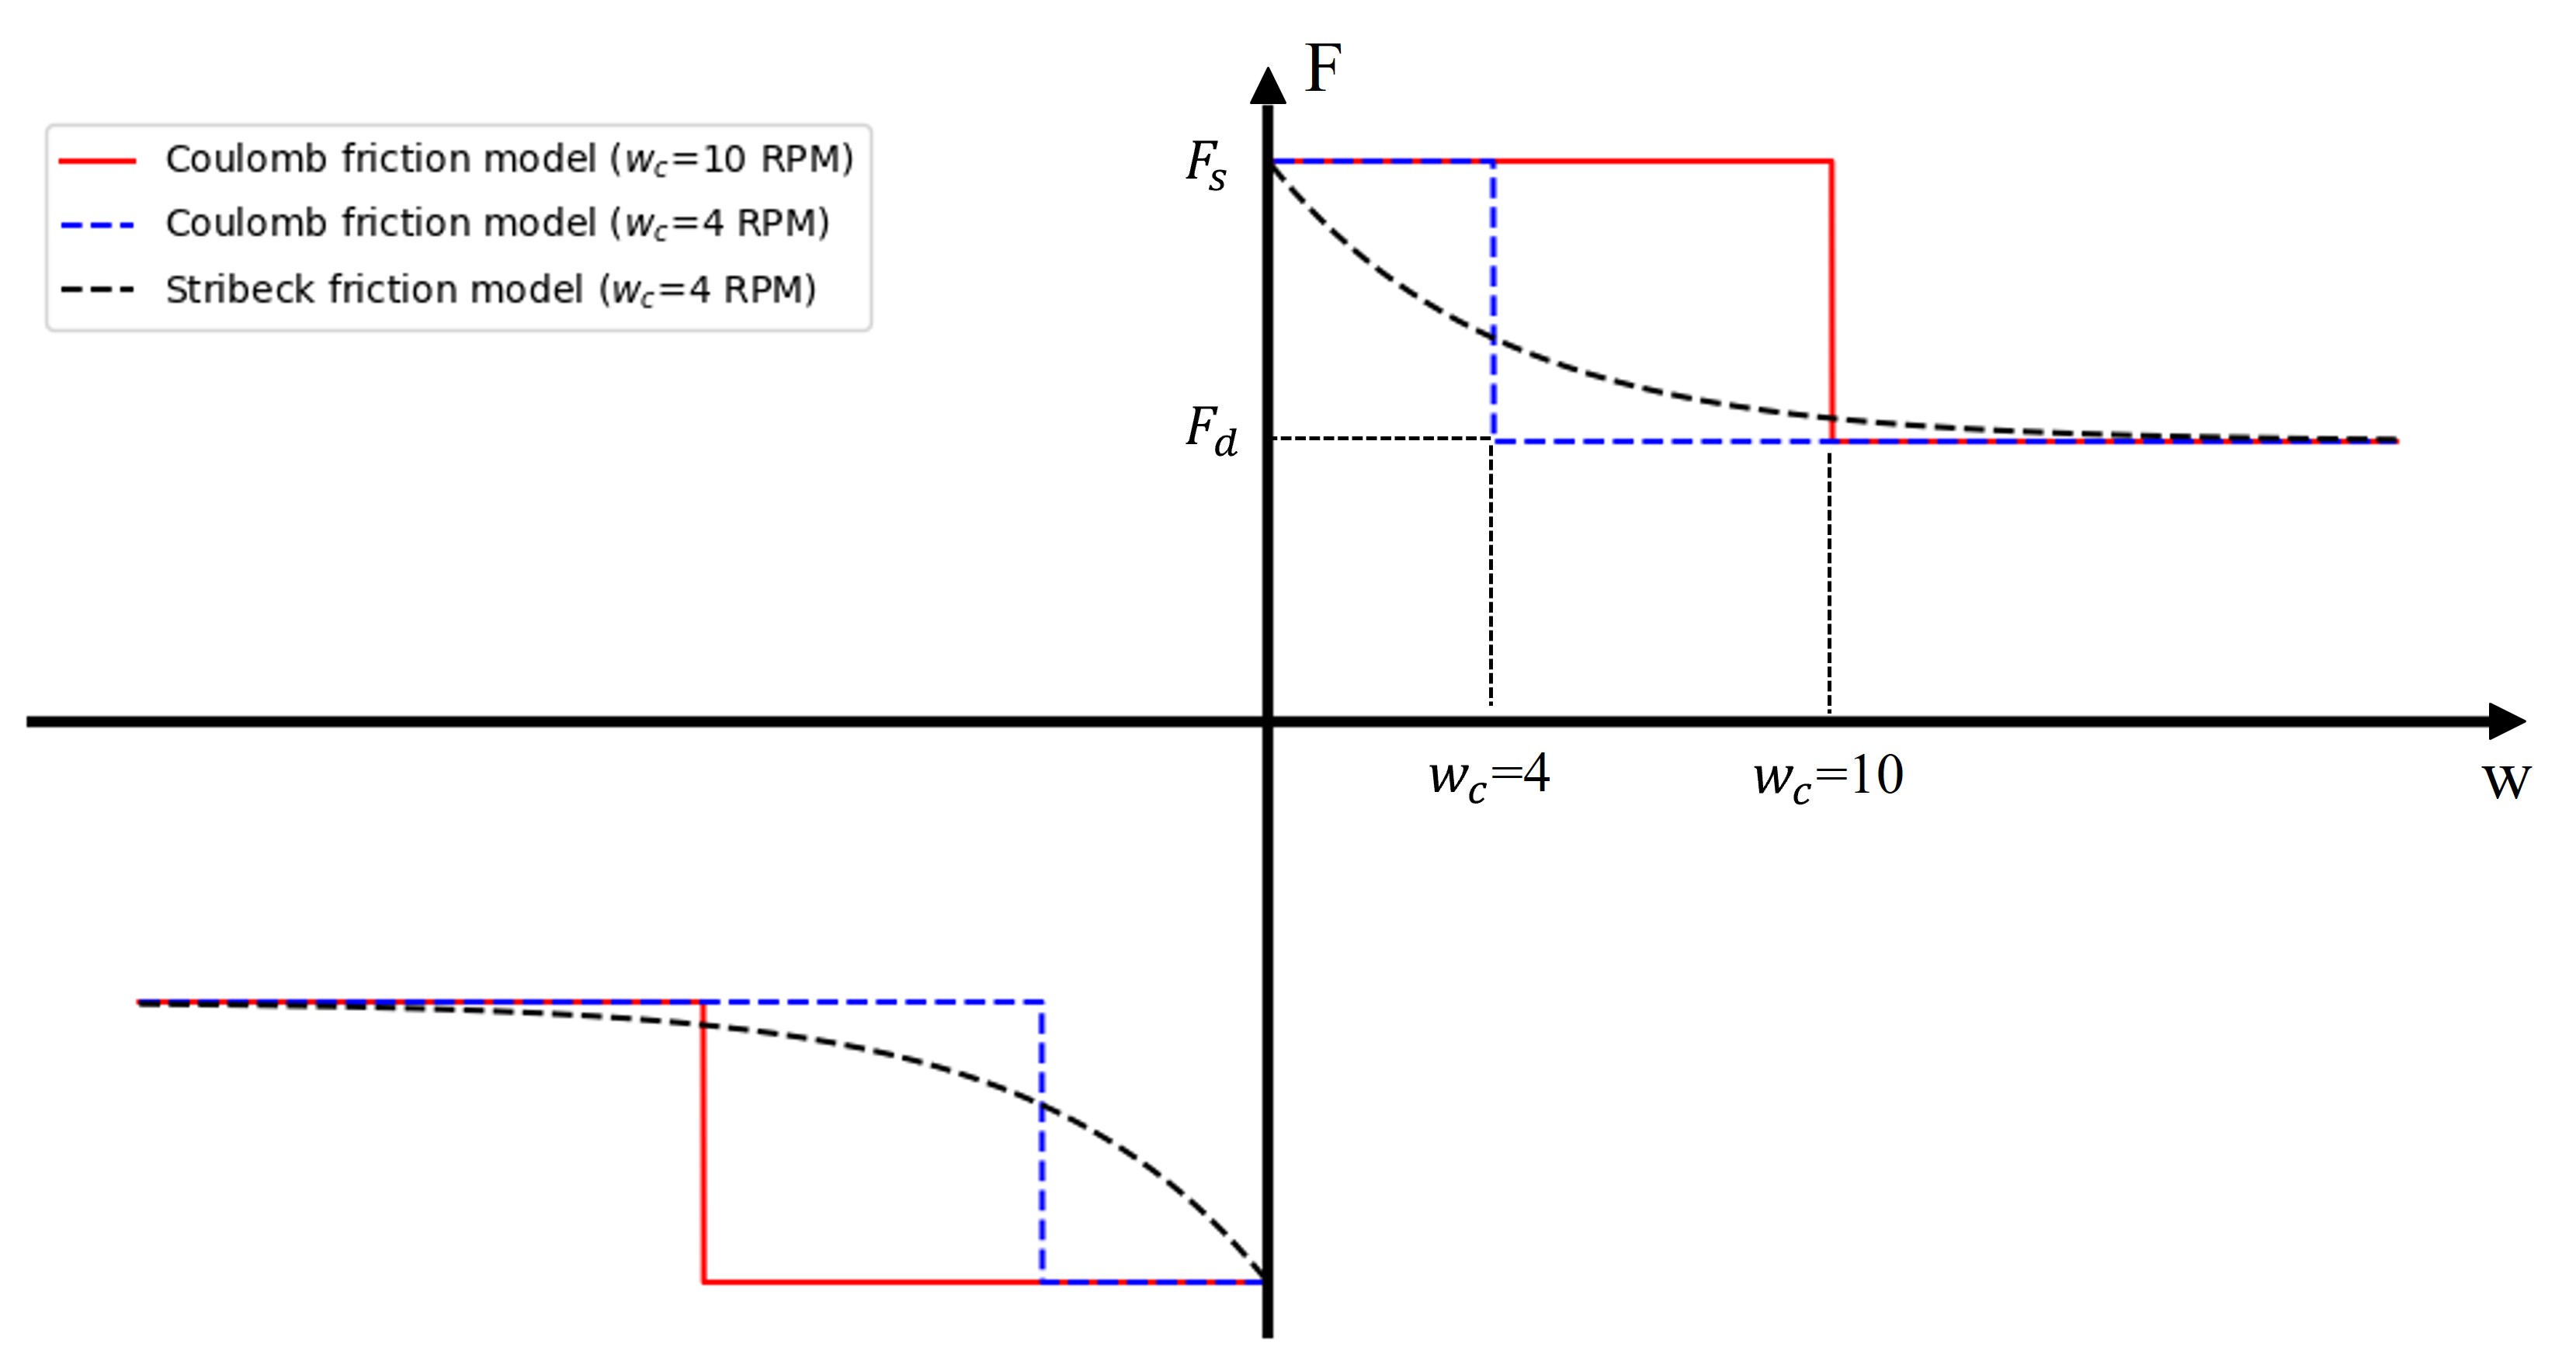 F
Coulomb friction model (w_c=10 RPM)
Coulomb friction model (w_c=4 RPM)
Stribeck friction model (w_c=4 RPM)
F_s
F_d
w_c=4
w_c=10
w